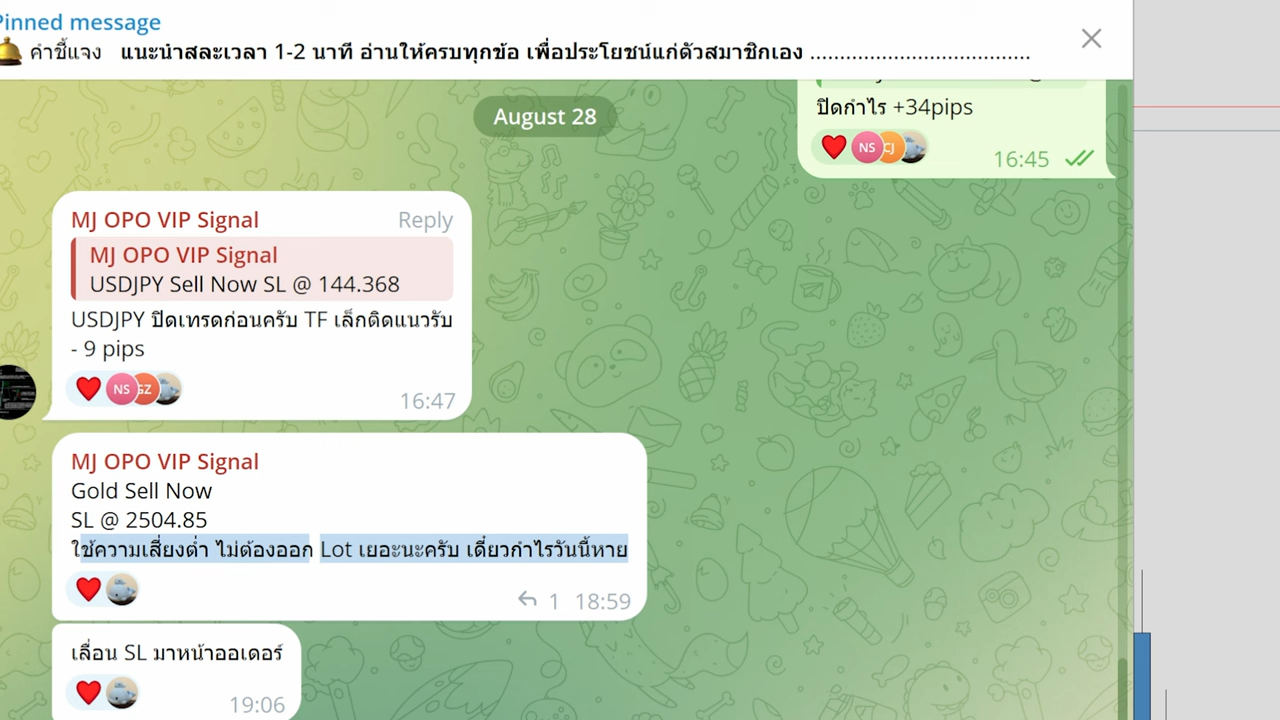 Pinned message
คำชี้แจง แนะนำสละเวลา 1-2 นาที อ่านให้ครบทุกข้อ เพื่อประโยชน์แก่ตัวสมาชิกเอง .....................................
August 28
ปิดกำไร +34pips
NS CJ
16:45
MJ OPO VIP Signal Reply
MJ OPO VIP Signal
USDJPY Sell Now SL @ 144.368
USDJPY ปิดเทรดก่อนครับ TF เล็กติดแนวรับ
- 9 pips
NS GZ
16:47
MJ OPO VIP Signal
Gold Sell Now
SL @ 2504.85
ใช้ความเสี่ยงต่ำ ไม่ต้องออก Lot เยอะนะครับ เดี๋ยวกำไรวันนี้หาย
1 18:59
เลื่อน SL มาหน้าออเดอร์
19:06